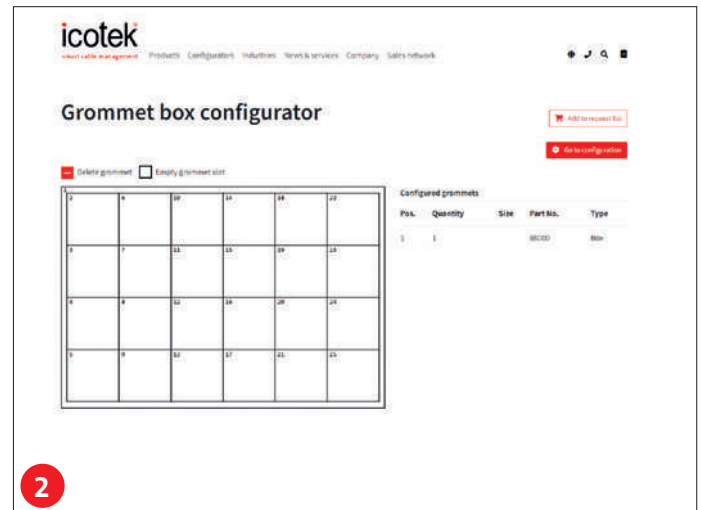 icotek
smart cable management
Products Configurators Industries News & services Company Sales network
Grommet box configurator
Add to request list
Go to configuration
Delete grommet Empty grommet slot
1
2 6 10 14 18 22
3 7 11 15 19 23
4 8 12 16 20 24
5 9 13 17 21 25
Configured grommets
Pos. Quantity Size Part No. Type
1 1 Box
2